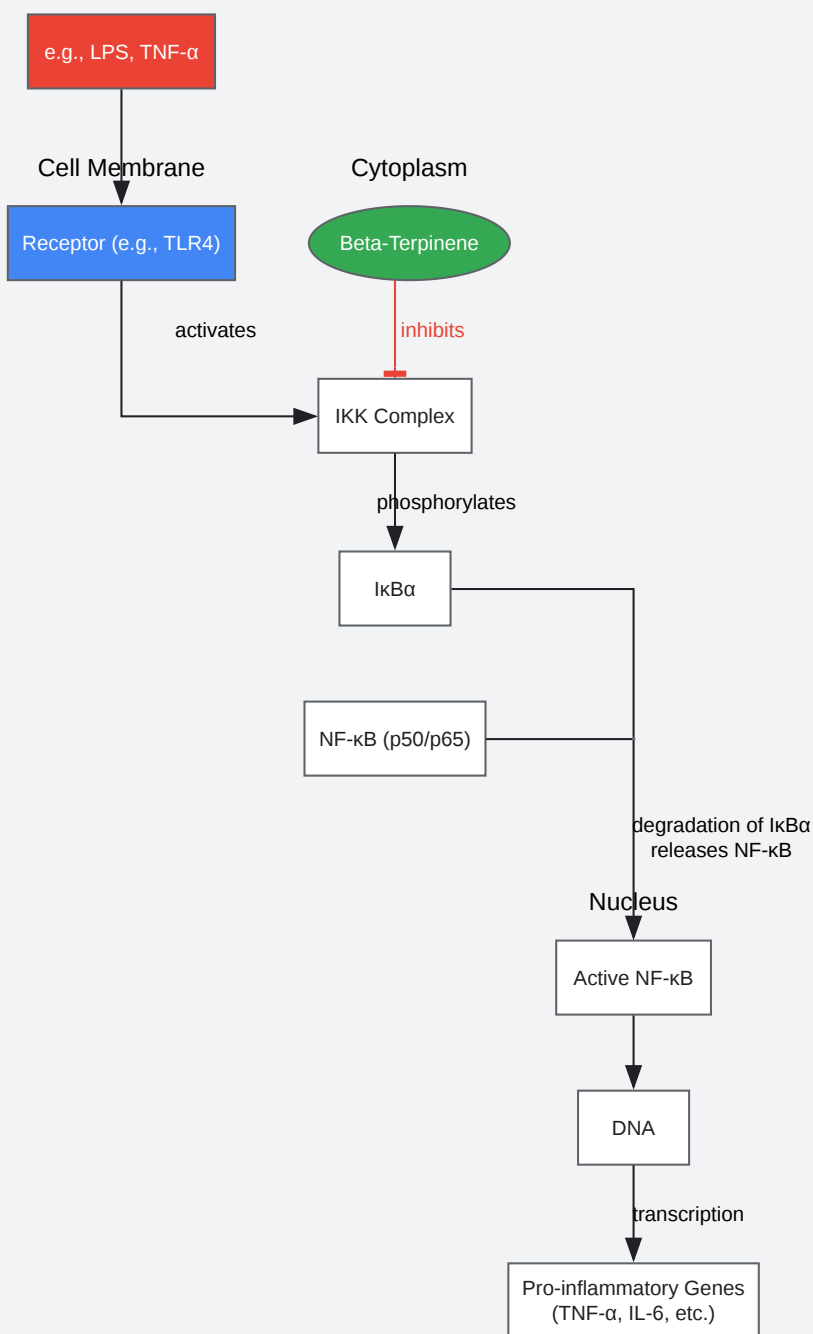 e.g., LPS, TNF-α
Cell Membrane
Cytoplasm
Receptor (e.g., TLR4)
Beta-Terpinene
activates
inhibits
IKK Complex
phosphorylates
IκBα
NF-κB (p50/p65)
degradation of IκBα
releases NF-κB
Nucleus
Active NF-κB
DNA
transcription
Pro-inflammatory Genes
(TNF-α, IL-6, etc.)